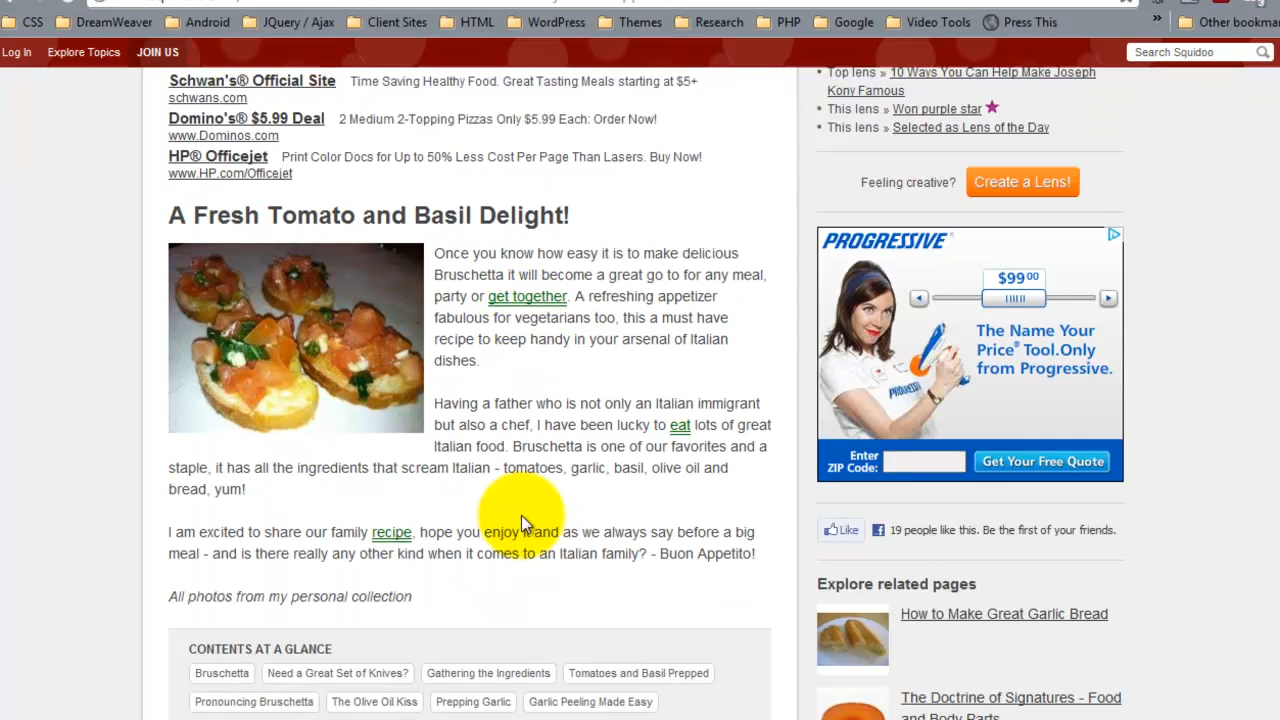 CSS DreamWeaver Android JQuery / Ajax Client Sites HTML WordPress Themes Research PHP Google Video Tools Press This » Other bookmar
Log In Explore Topics JOIN US Search Squidoo
Schwan's® Official Site Time Saving Healthy Food. Great Tasting Meals starting at $5+
schwans.com
Domino's® $5.99 Deal 2 Medium 2-Topping Pizzas Only $5.99 Each: Order Now!
www.Dominos.com
HP® Officejet Print Color Docs for Up to 50% Less Cost Per Page Than Lasers. Buy Now!
www.HP.com/Officejet
A Fresh Tomato and Basil Delight!
Once you know how easy it is to make delicious
Bruschetta it will become a great go to for any meal,
party or get together. A refreshing appetizer
fabulous for vegetarians too, this a must have
recipe to keep handy in your arsenal of Italian
dishes.
Having a father who is not only an Italian immigrant
but also a chef, I have been lucky to eat lots of great
Italian food. Bruschetta is one of our favorites and a
staple, it has all the ingredients that scream Italian - tomatoes, garlic, basil, olive oil and
bread, yum!
I am excited to share our family recipe, hope you enjoy it and as we always say before a big
meal - and is there really any other kind when it comes to an Italian family? - Buon Appetito!
All photos from my personal collection
CONTENTS AT A GLANCE
Bruschetta Need a Great Set of Knives? Gathering the Ingredients Tomatoes and Basil Prepped
Pronouncing Bruschetta The Olive Oil Kiss Prepping Garlic Garlic Peeling Made Easy
Top lens » 10 Ways You Can Help Make Joseph
Kony Famous
This lens » Won purple star
This lens » Selected as Lens of the Day
Feeling creative? Create a Lens!
PROGRESSIVE
$99.00
The Name Your
Price® Tool.Only
from Progressive.
PROGRESSIVE
Enter
ZIP Code: Get Your Free Quote
Like 19 people like this. Be the first of your friends.
Explore related pages
How to Make Great Garlic Bread
The Doctrine of Signatures - Food
and Body Parts